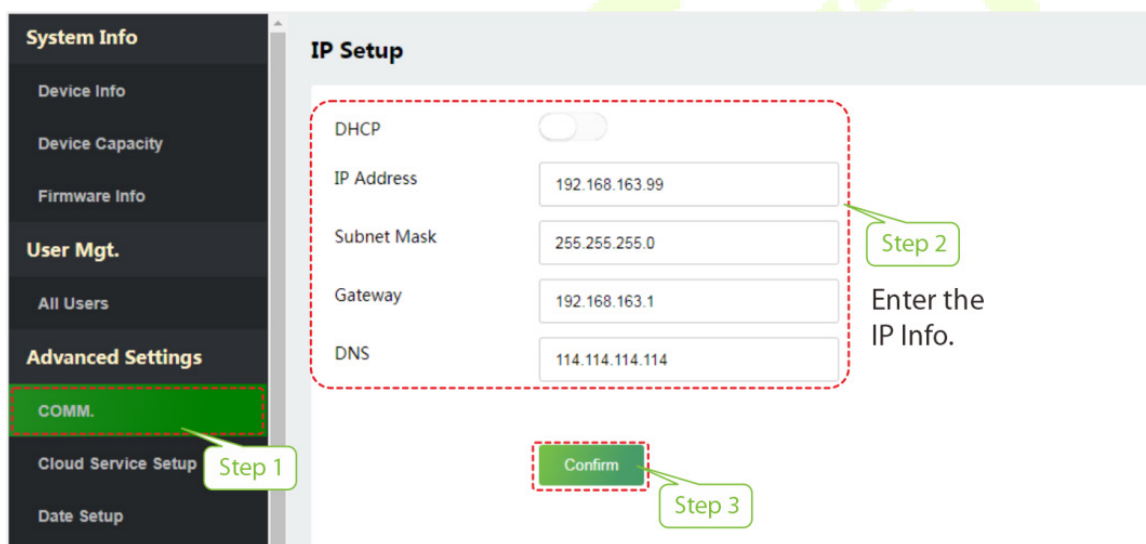 System Info
Device Info
Device Capacity
Firmware Info
User Mgt.
All Users
Advanced Settings
COMM.
Cloud Service Setup
Date Setup
Step 1
IP Setup
DHCP
IP Address
192.168.163.99
Subnet Mask
255.255.255.0
Gateway
192.168.163.1
DNS
114.114.114.114
Step 2
Enter the
IP Info.
Confirm
Step 3